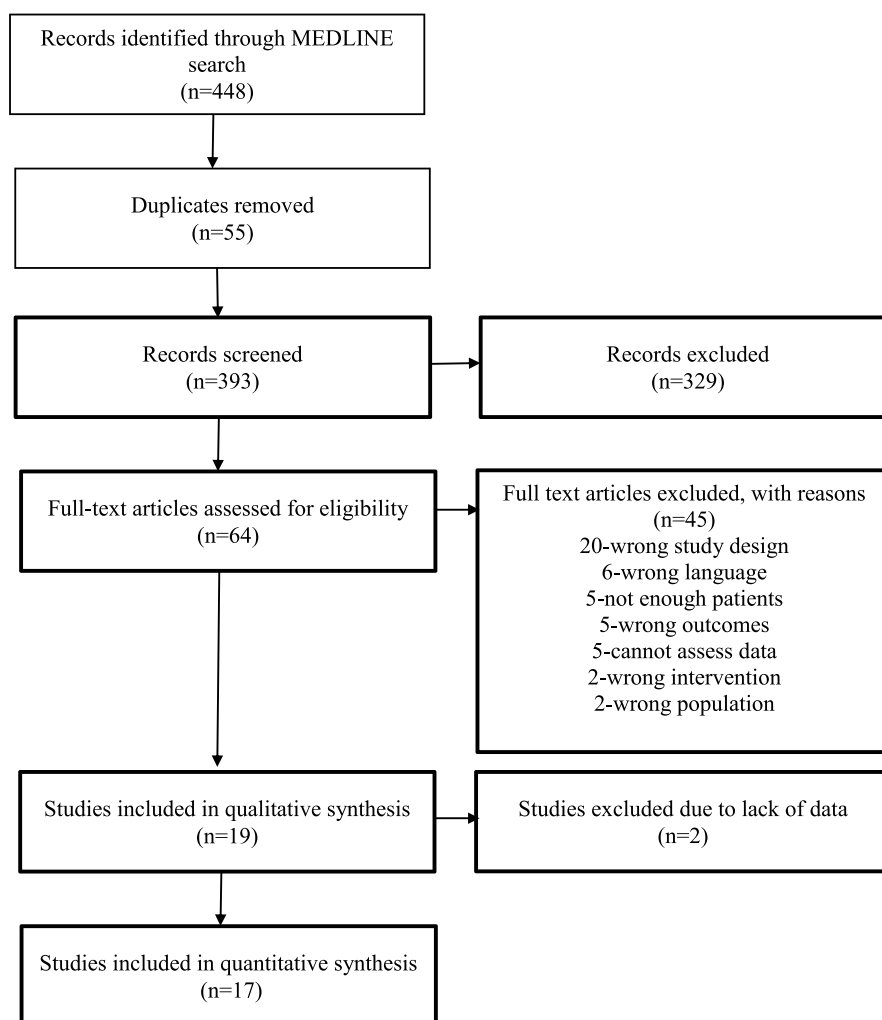 Records identified through MEDLINE
search
(n=448)
Duplicates removed
(n=55)
Records screened
(n=393)
Records excluded
(n=329)
Full-text articles assessed for eligibility
(n=64)
Full text articles excluded, with reasons
(n=45)
20-wrong study design
6-wrong language
5-not enough patients
5-wrong outcomes
5-cannot assess data
2-wrong intervention
2-wrong population
Studies included in qualitative synthesis
(n=19)
Studies excluded due to lack of data
(n=2)
Studies included in quantitative synthesis
(n=17)